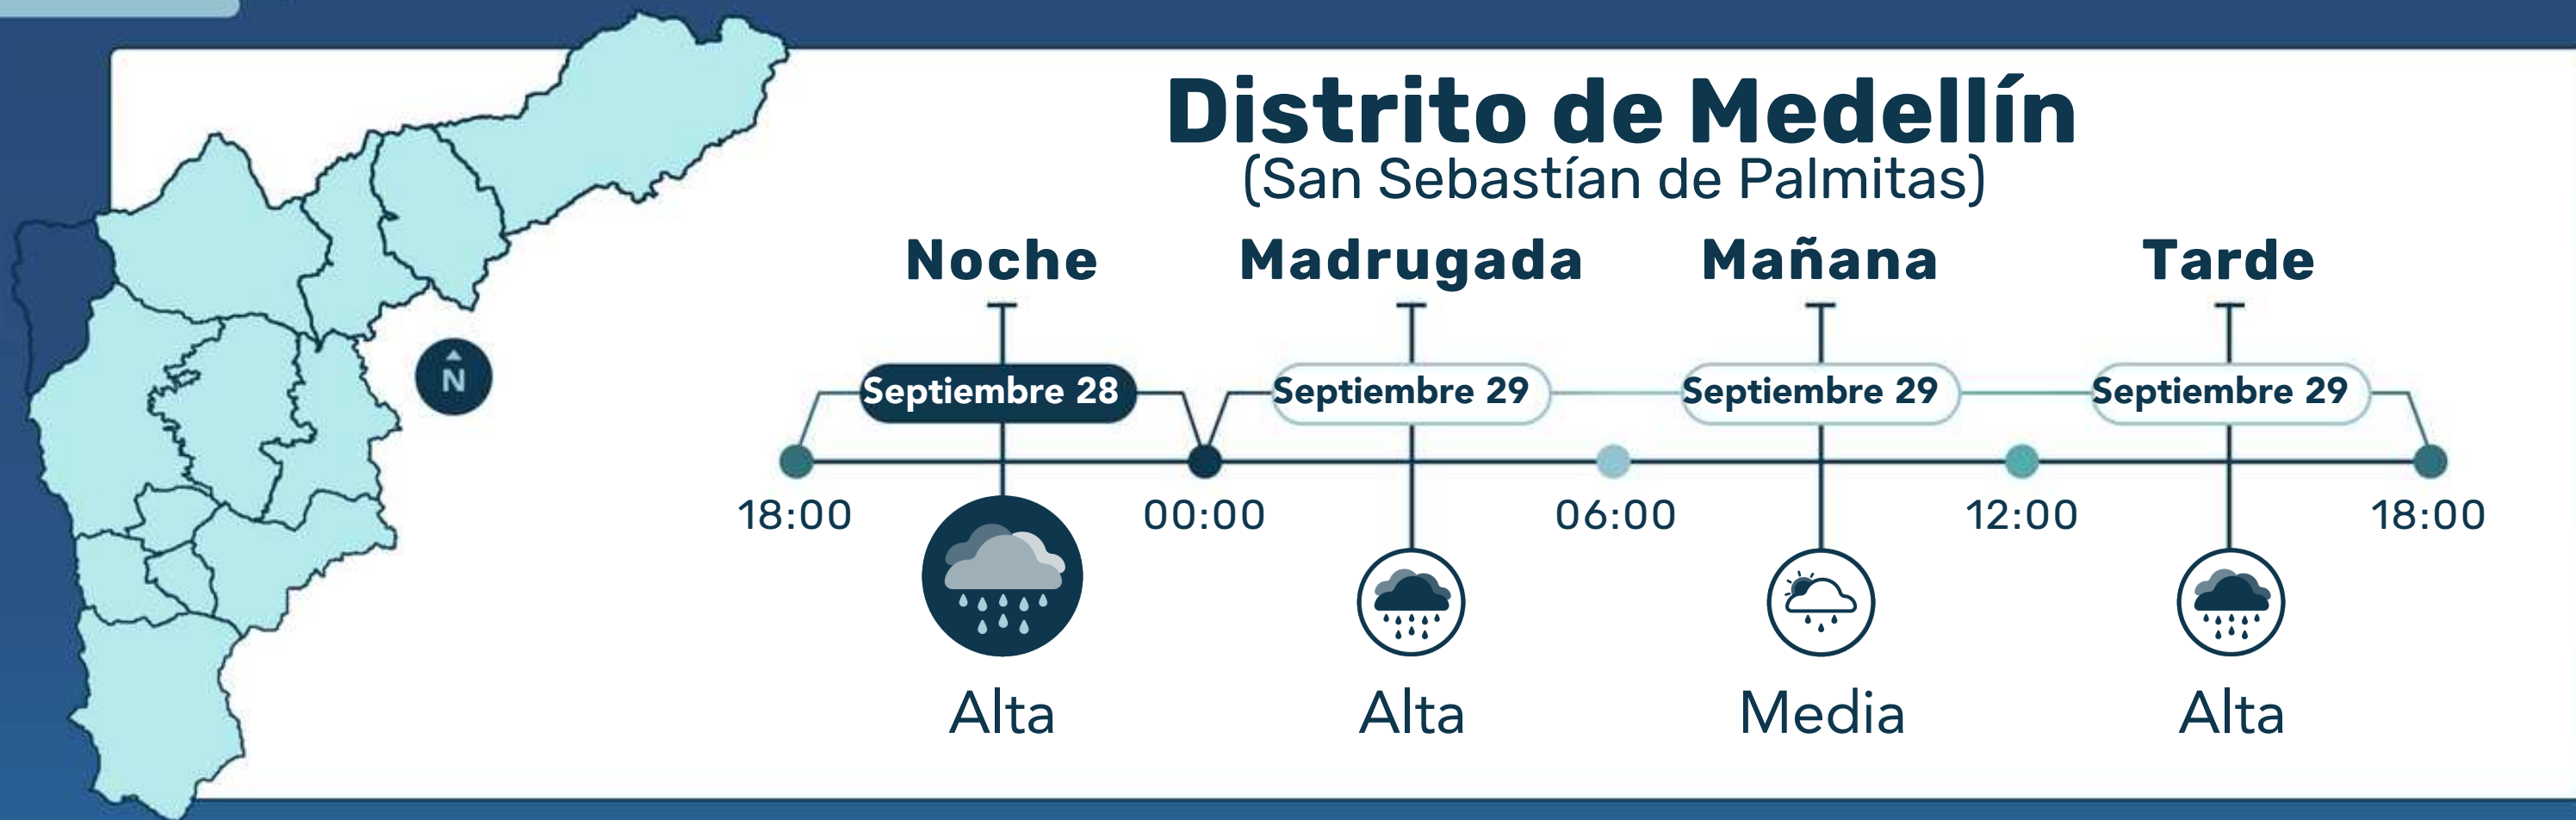 Distrito de Medellín
(San Sebastían de Palmitas)
Noche Madrugada Mañana Tarde
N
Septiembre 28 Septiembre 29 Septiembre 29 Septiembre 29
18:00 00:00 06:00 12:00 18:00
Alta Alta Media Alta